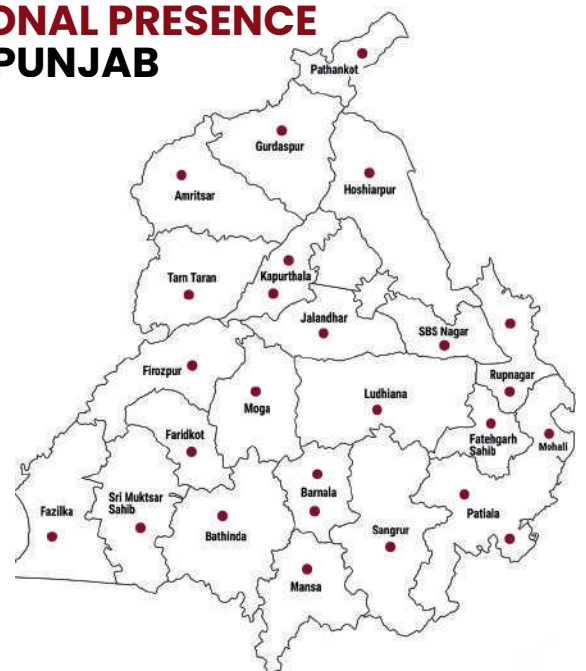 ONAL PRESENCE
PUNJAB
Pathankot
Gurdaspur
Hoshiarpur
Amritsar
Tarn Taran
Kapurthala
Jalandhar
SBS Nagar
Firozpur
Rupnagar
Ludhiana
Moga
Faridkot
Fatehgarh
Sahib
Mohali
Barnala
Sri Muktsar
Sahib
Fazilka
Patiala
Bathinda
Sangrur
Mansa